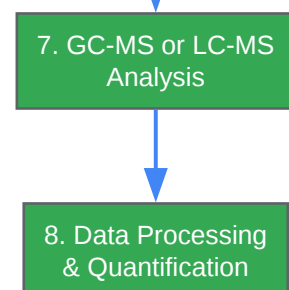 7. GC-MS or LC-MS
Analysis
8. Data Processing
& Quantification